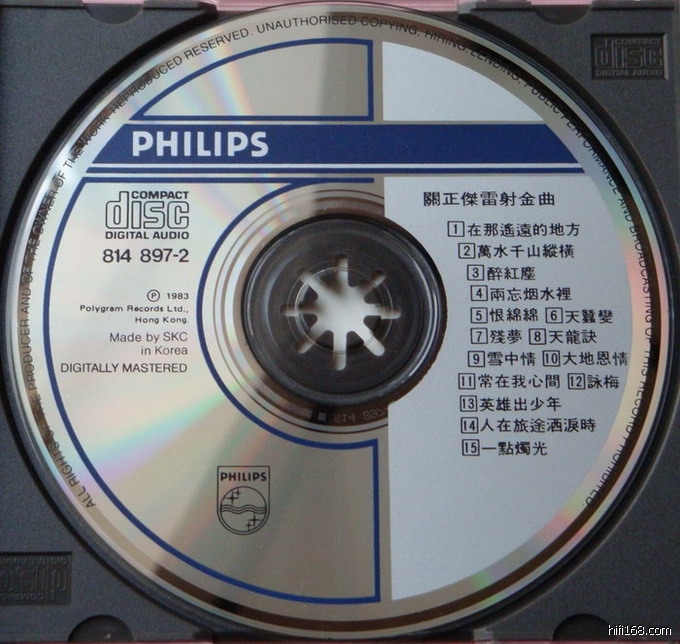 ALL RIGHTS OF THE PRODUCER AND OF THE OWNER OF THE WORK REPRODUCED RESERVED. UNAUTHORISED COPYING, HIRING, LENDING, PUBLIC PERFORMANCE AND BROADCASTING OF THIS RECORD PROHIBITED.
COMPACT
disc
DIGITAL AUDIO
PHILIPS
COMPACT
disc
DIGITAL AUDIO
814 897-2
Ⓟ 1983
Polygram Records Ltd.,
Hong Kong.
Made by SKC
in Korea
DIGITALLY MASTERED
關正傑雷射金曲
1 在那遙遠的地方
2 萬水千山縱橫
3 醉紅塵
4 兩忘烟水裡
5 恨綿綿 6 天蠶變
7 殘夢 8 天龍訣
9 雪中情 10 大地恩情
11 常在我心間 12 詠梅
13 英雄出少年
14 人在旅途洒淚時
15 一點燭光
PHILIPS
hifi168.com